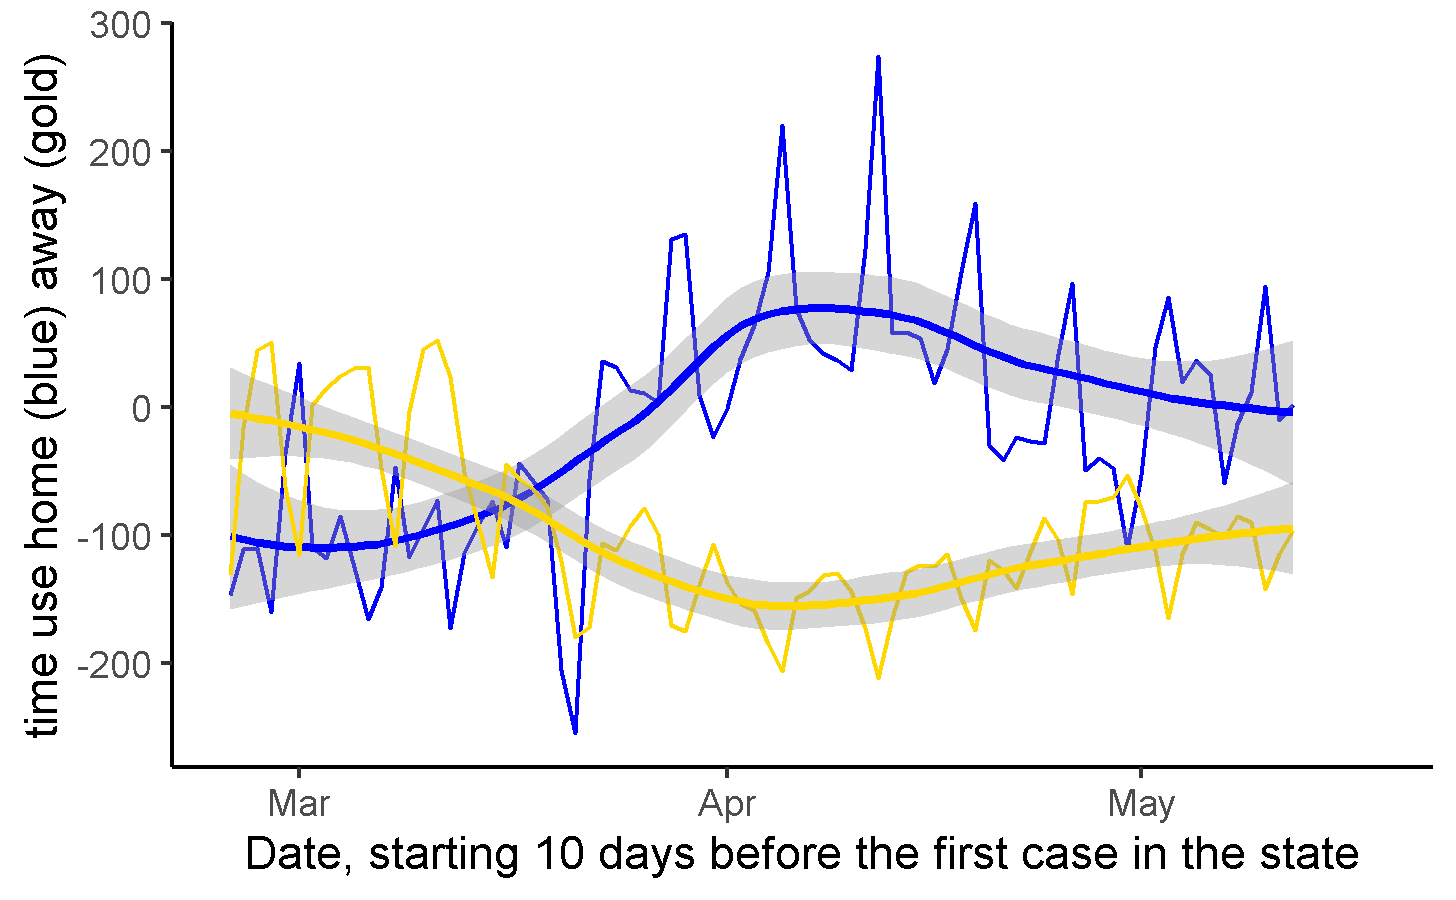 time use home (blue) away (gold)
300
200
100
0
-100
-200
Mar
Apr
May
Date, starting 10 days before the first case in the state